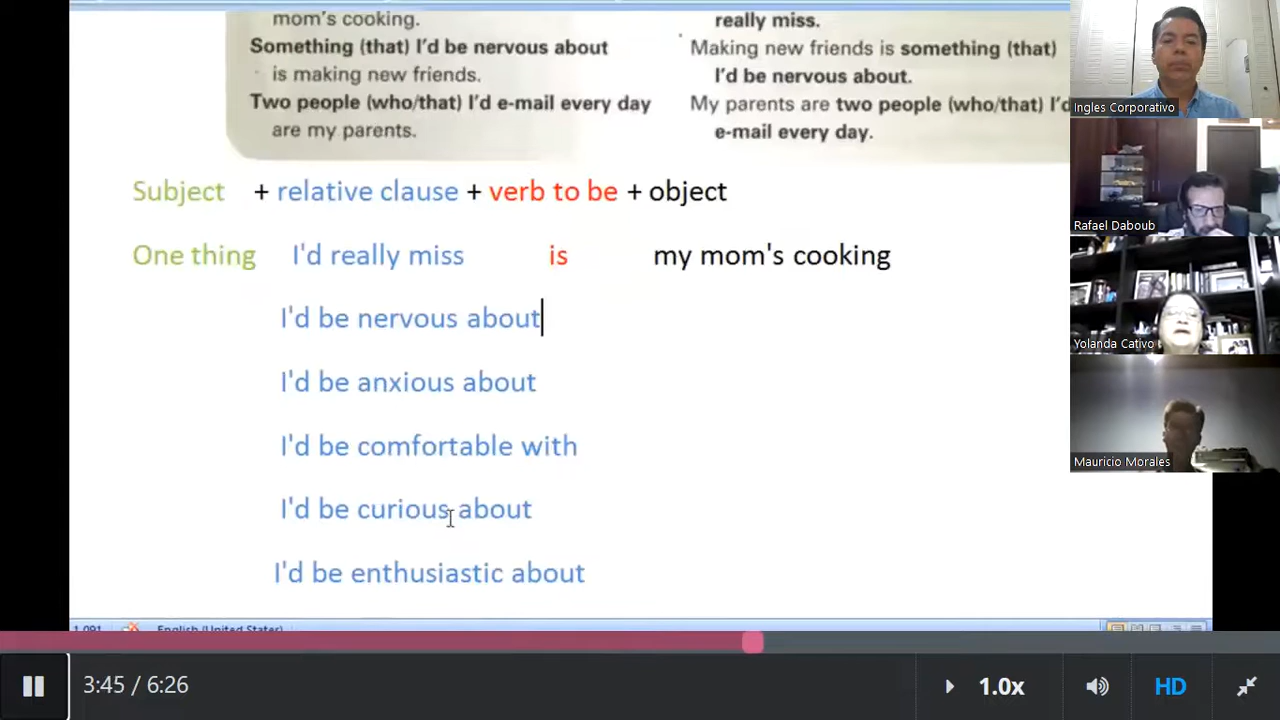 mom's cooking.
Something (that) I'd be nervous about
is making new friends.
Two people (who/that) I'd e-mail every day
are my parents.
really miss.
Making new friends is something (that)
I'd be nervous about.
My parents are two people (who/that) I'd
e-mail every day.
Subject + relative clause + verb to be + object
One thing I'd really miss is my mom's cooking
I'd be nervous about
I'd be anxious about
I'd be comfortable with
I'd be curious about
I'd be enthusiastic about
Ingles Corporativo
Rafael Daboub
Yolanda Cativo
Mauricio Morales
1,091 English (United States)
3:45 / 6:26
1.0x
HD